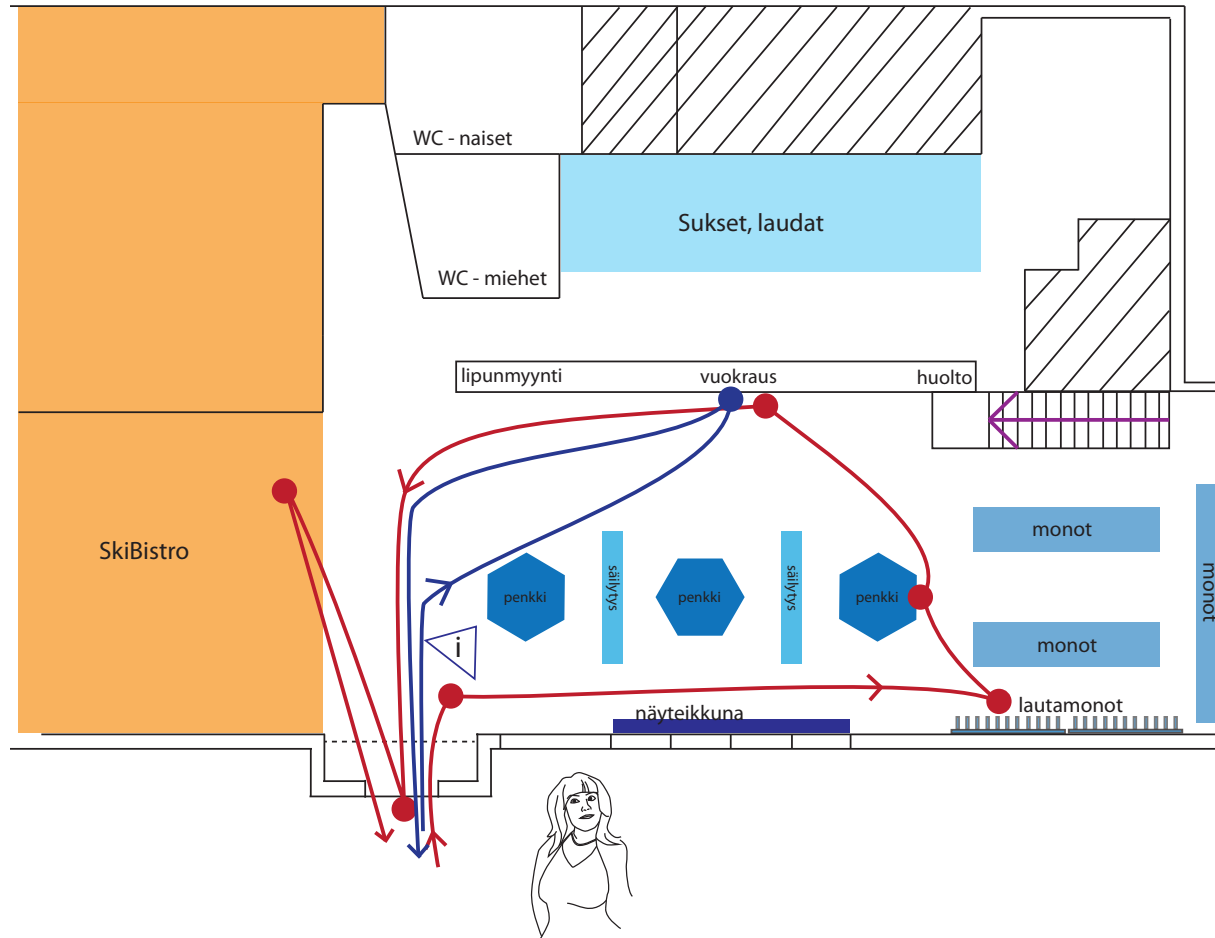 WC - naiset
Sukset, laudat
WC - miehet
lipunmyynti
vuokraus
huolto
SkiBistro
monot
penkki
säilytys
penkki
säilytys
penkki
monot
monot
i
lautamonot
näyteikkuna